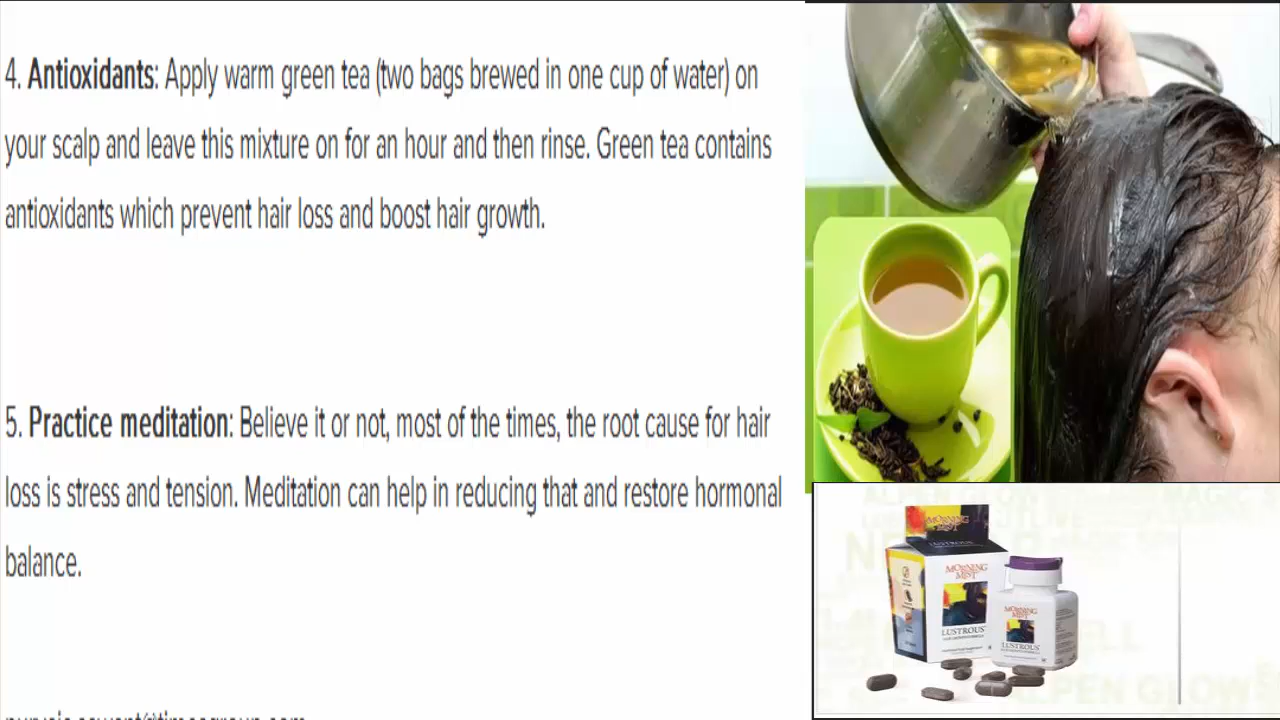 4. Antioxidants: Apply warm green tea (two bags brewed in one cup of water) on
your scalp and leave this mixture on for an hour and then rinse. Green tea contains
antioxidants which prevent hair loss and boost hair growth.
5. Practice meditation: Believe it or not, most of the times, the root cause for hair
loss is stress and tension. Meditation can help in reducing that and restore hormonal
balance.
MORNING
MIST
LUSTROUS
MORNING
MIST
LUSTROUS
MORNING
MIST
LUSTROUS